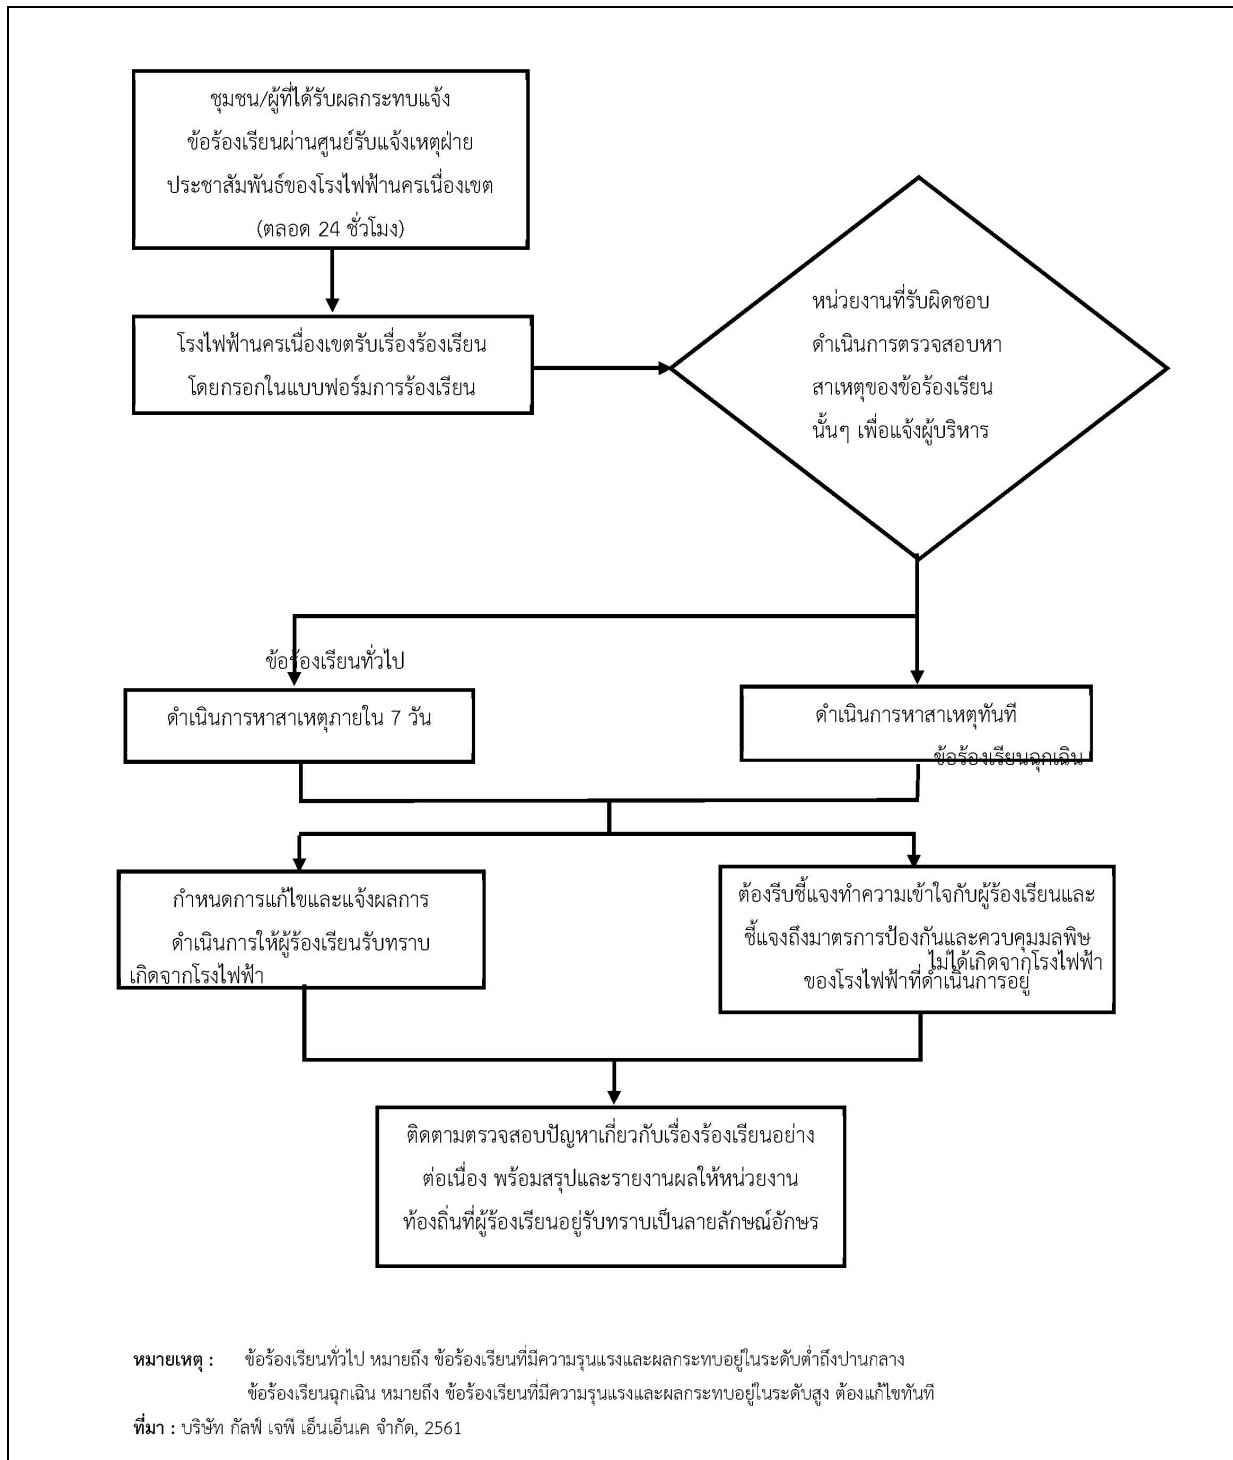 ชุมชน/ผู้ที่ได้รับผลกระทบแจ้ง
ข้อร้องเรียนผ่านศูนย์รับแจ้งเหตุฝ่าย
ประชาสัมพันธ์ของโรงไฟฟ้านครเนื่องเขต
(ตลอด 24 ชั่วโมง)
โรงไฟฟ้านครเนื่องเขตรับเรื่องร้องเรียน
โดยกรอกในแบบฟอร์มการร้องเรียน
หน่วยงานที่รับผิดชอบ
ดำเนินการตรวจสอบหา
สาเหตุของข้อร้องเรียน
นั้นๆ เพื่อแจ้งผู้บริหาร
ข้อร้องเรียนทั่วไป
ดำเนินการหาสาเหตุภายใน 7 วัน
ดำเนินการหาสาเหตุทันที
ข้อร้องเรียนฉุกเฉิน
กำหนดการแก้ไขและแจ้งผลการ
ดำเนินการให้ผู้ร้องเรียนรับทราบ
เกิดจากโรงไฟฟ้า
ต้องรีบชี้แจงทำความเข้าใจกับผู้ร้องเรียนและ
ชี้แจงถึงมาตรการป้องกันและควบคุมมลพิษ
ไม่ได้เกิดจากโรงไฟฟ้า
ของโรงไฟฟ้าที่ดำเนินการอยู่
ติดตามตรวจสอบปัญหาเกี่ยวกับเรื่องร้องเรียนอย่าง
ต่อเนื่อง พร้อมสรุปและรายงานผลให้หน่วยงาน
ท้องถิ่นที่ผู้ร้องเรียนอยู่รับทราบเป็นลายลักษณ์อักษร
หมายเหตุ : ข้อร้องเรียนทั่วไป หมายถึง ข้อร้องเรียนที่มีความรุนแรงและผลกระทบอยู่ในระดับต่ำถึงปานกลาง
ข้อร้องเรียนฉุกเฉิน หมายถึง ข้อร้องเรียนที่มีความรุนแรงและผลกระทบอยู่ในระดับสูง ต้องแก้ไขทันที
ที่มา : บริษัท กัลฟ์ เจพี เอ็นเอ็นเค จำกัด, 2561